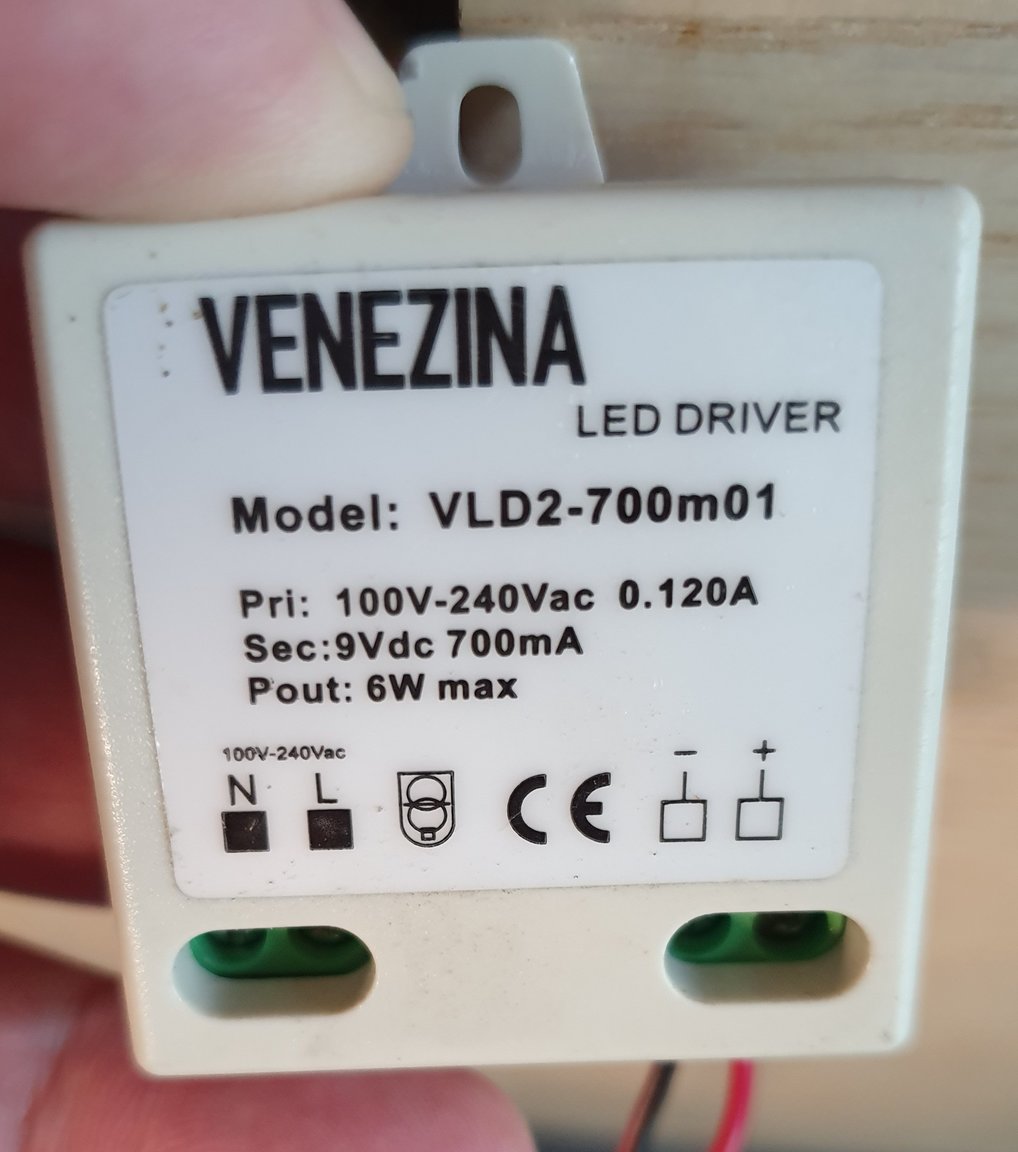 VENEZINA
LED DRIVER
Model: VLD2-700m01
Pri: 100V-240Vac 0.120A
Sec:9Vdc 700mA
Pout: 6W max
100V-240Vac
N L CE - +